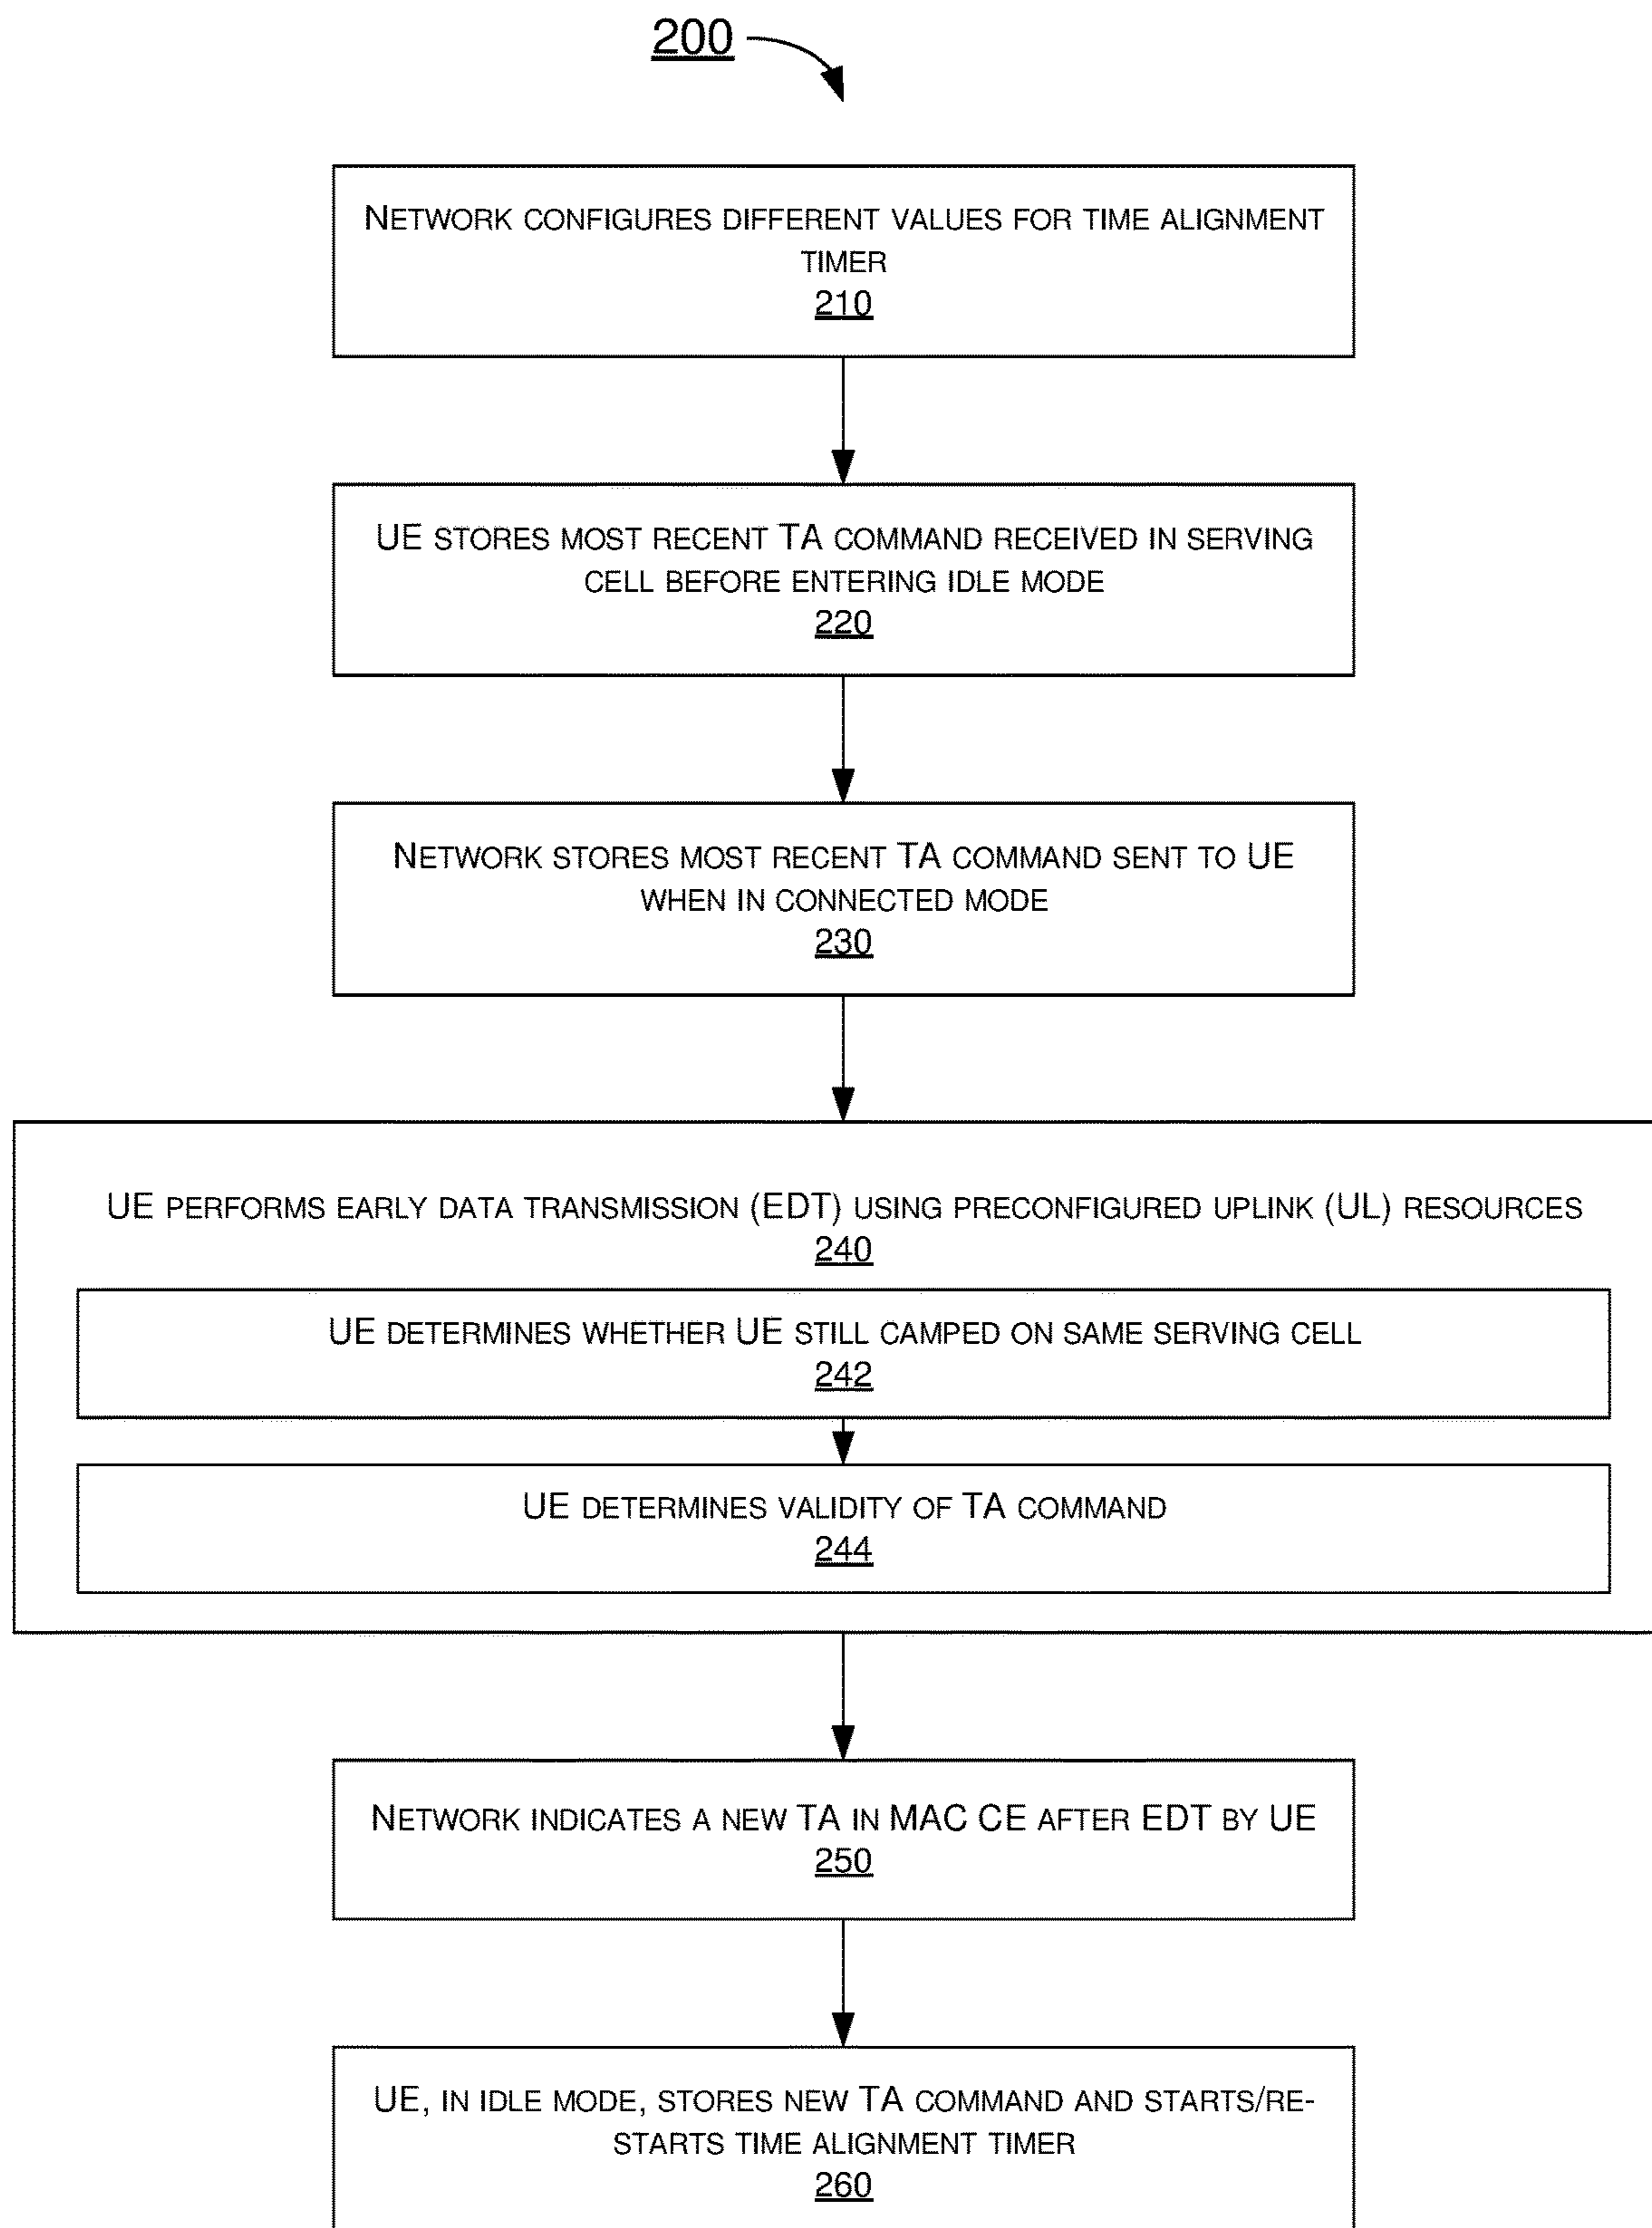 200
Network configures different values for time alignment
timer
210
UE stores most recent TA command received in serving
cell before entering idle mode
220
Network stores most recent TA command sent to UE
when in connected mode
230
UE performs early data transmission (EDT) using preconfigured uplink (UL) resources
240
UE determines whether UE still camped on same serving cell
242
UE determines validity of TA command
244
Network indicates a new TA in MAC CE after EDT by UE
250
UE, in idle mode, stores new TA command and starts/re-
starts time alignment timer
260